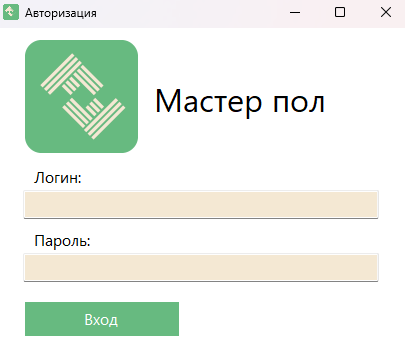 Авторизация
Мастер пол
Логин:
Пароль:
Вход